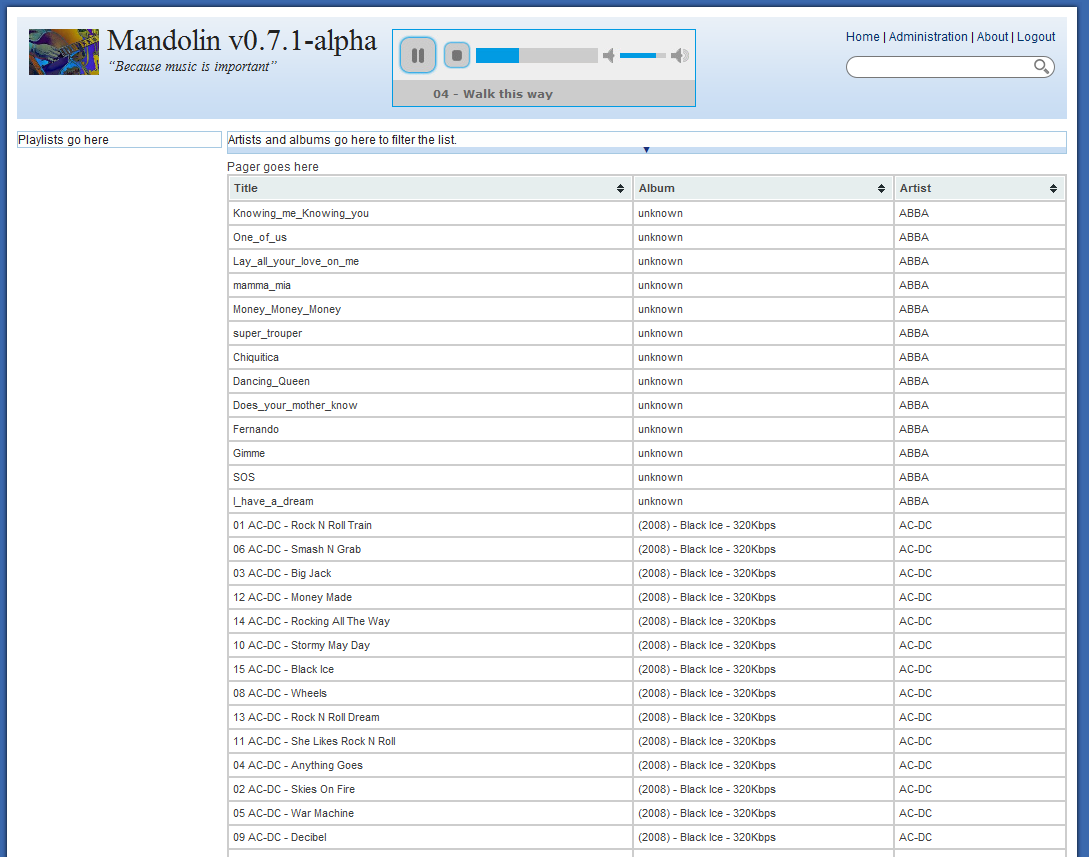 Mandolin v0.7.1-alpha
“Because music is important”
04 - Walk this way
Home | Administration | About | Logout
Playlists go here
Artists and albums go here to filter the list.
Pager goes here
Title Album Artist
Knowing_me_Knowing_you unknown ABBA
One_of_us unknown ABBA
Lay_all_your_love_on_me unknown ABBA
mamma_mia unknown ABBA
Money_Money_Money unknown ABBA
super_trouper unknown ABBA
Chiquitica unknown ABBA
Dancing_Queen unknown ABBA
Does_your_mother_know unknown ABBA
Fernando unknown ABBA
Gimme unknown ABBA
SOS unknown ABBA
I_have_a_dream unknown ABBA
01 AC-DC - Rock N Roll Train (2008) - Black Ice - 320Kbps AC-DC
06 AC-DC - Smash N Grab (2008) - Black Ice - 320Kbps AC-DC
03 AC-DC - Big Jack (2008) - Black Ice - 320Kbps AC-DC
12 AC-DC - Money Made (2008) - Black Ice - 320Kbps AC-DC
14 AC-DC - Rocking All The Way (2008) - Black Ice - 320Kbps AC-DC
10 AC-DC - Stormy May Day (2008) - Black Ice - 320Kbps AC-DC
15 AC-DC - Black Ice (2008) - Black Ice - 320Kbps AC-DC
08 AC-DC - Wheels (2008) - Black Ice - 320Kbps AC-DC
13 AC-DC - Rock N Roll Dream (2008) - Black Ice - 320Kbps AC-DC
11 AC-DC - She Likes Rock N Roll (2008) - Black Ice - 320Kbps AC-DC
04 AC-DC - Anything Goes (2008) - Black Ice - 320Kbps AC-DC
02 AC-DC - Skies On Fire (2008) - Black Ice - 320Kbps AC-DC
05 AC-DC - War Machine (2008) - Black Ice - 320Kbps AC-DC
09 AC-DC - Decibel (2008) - Black Ice - 320Kbps AC-DC